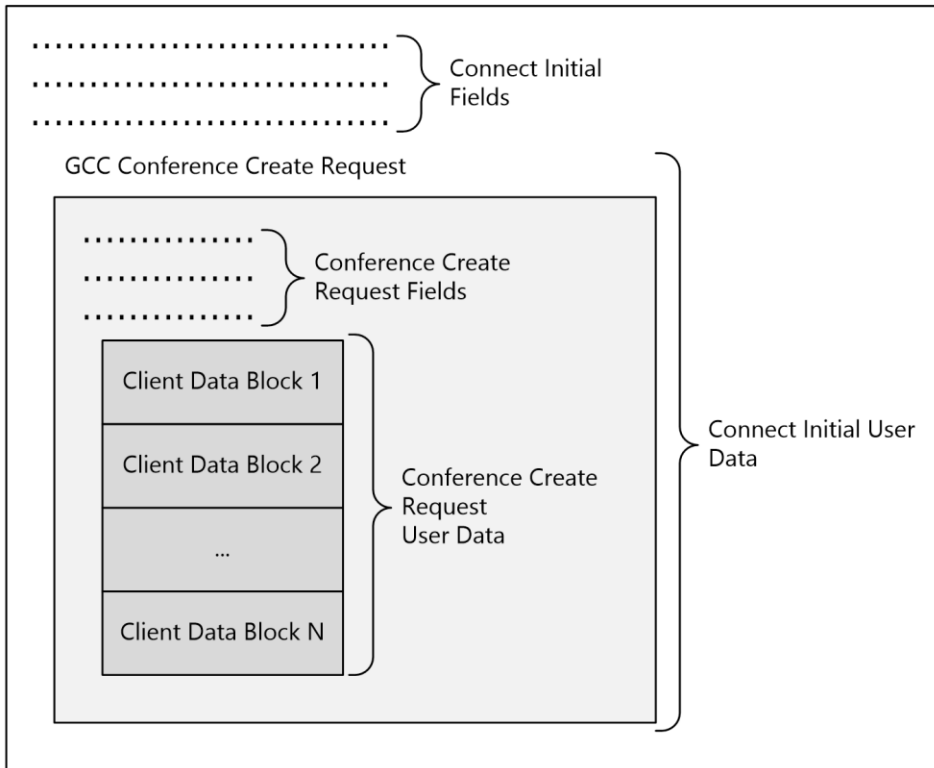 Connect Initial
Fields
GCC Conference Create Request
Conference Create
Request Fields
Client Data Block 1
Client Data Block 2
...
Client Data Block N
Conference Create
Request
User Data
Connect Initial User
Data